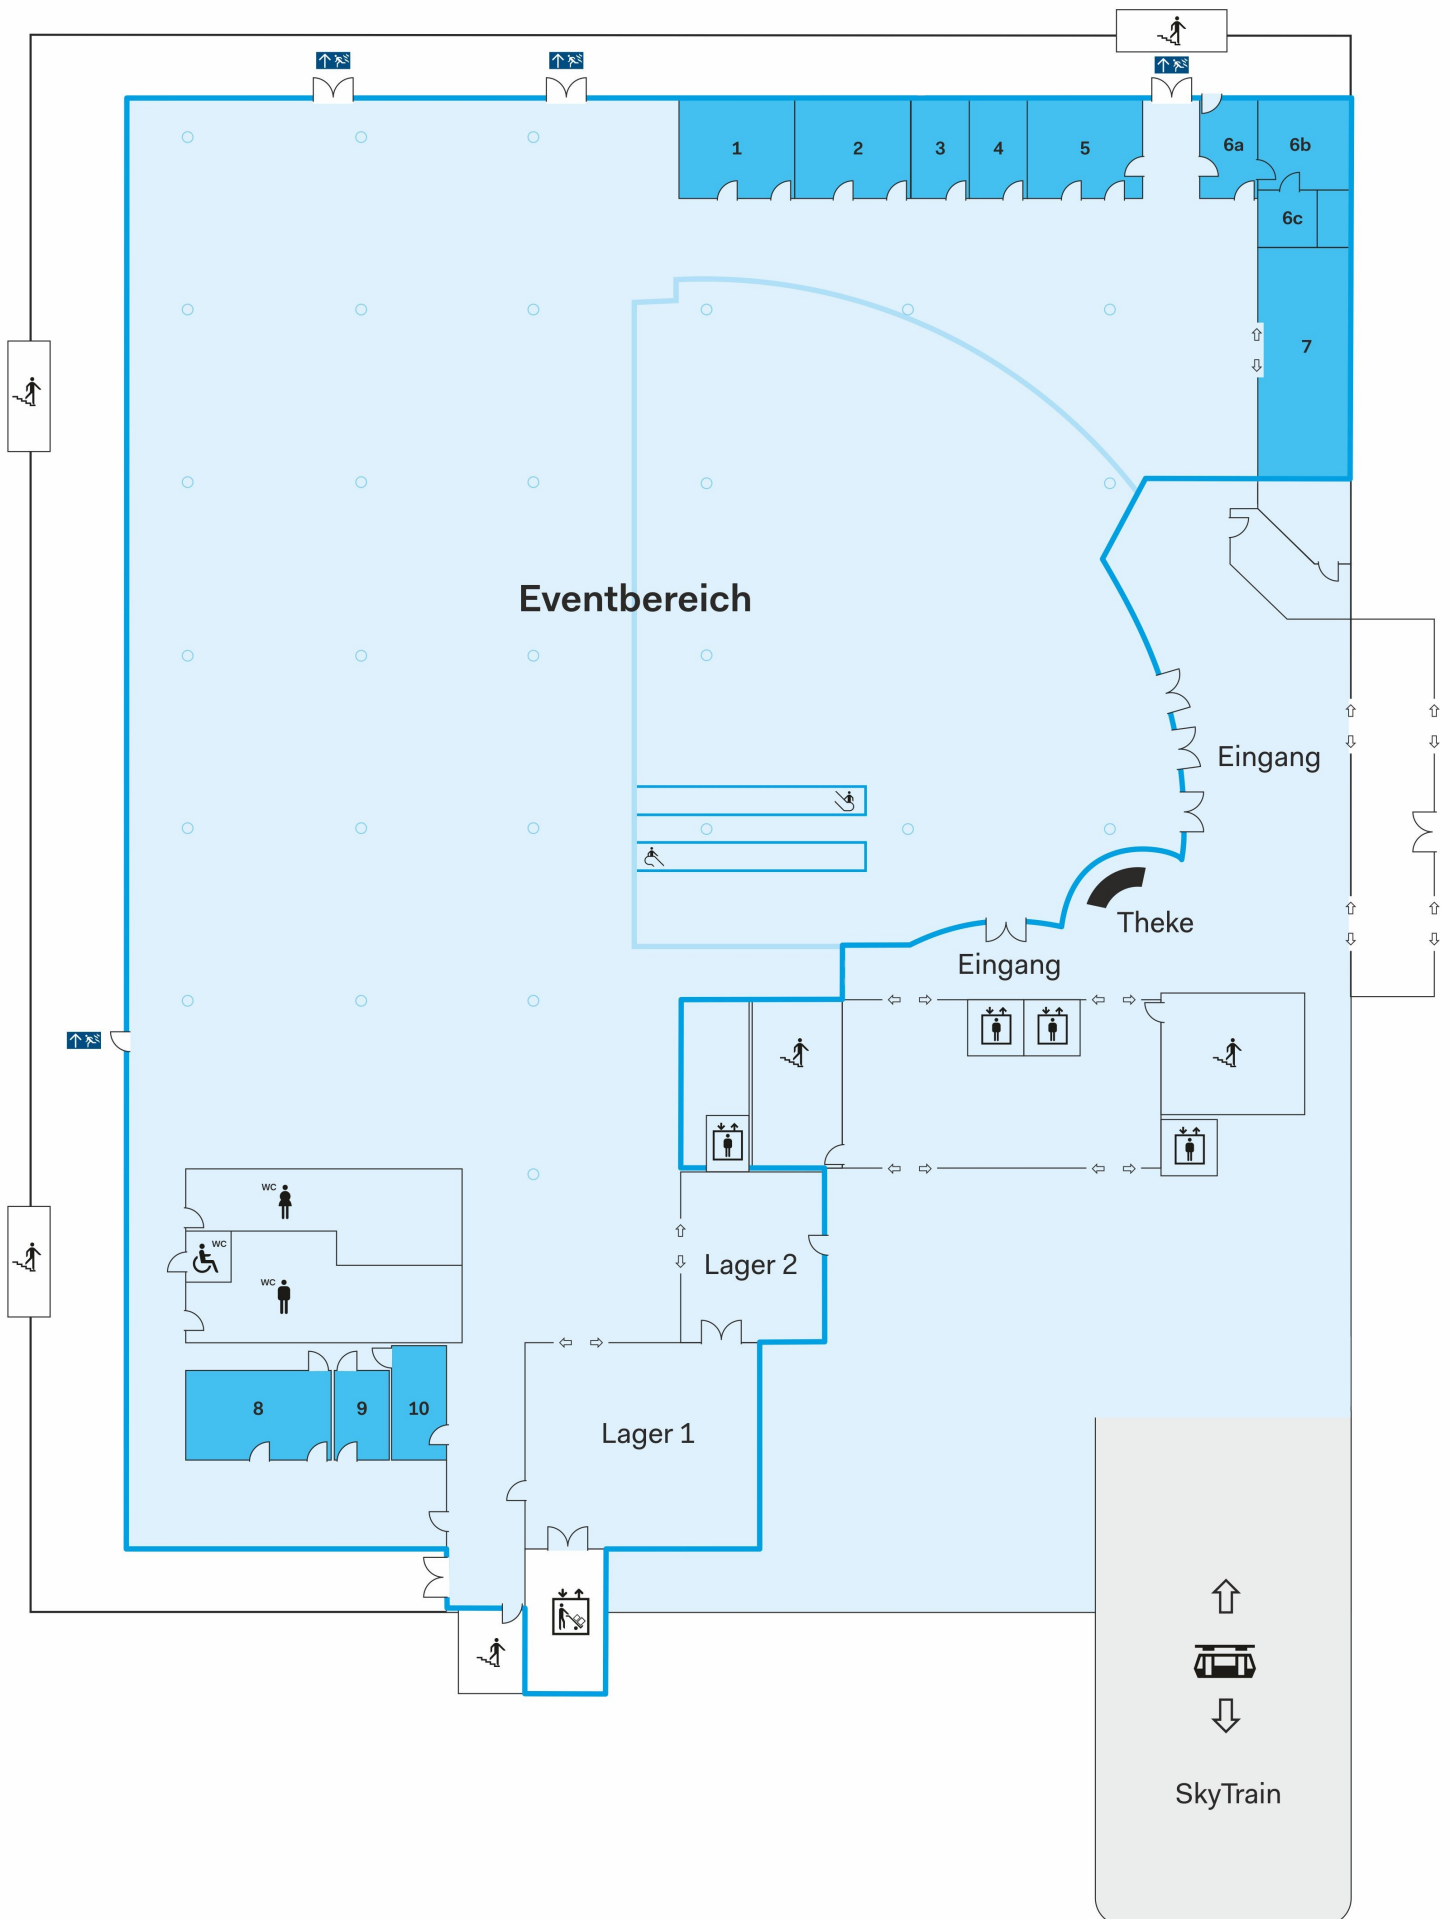 1
2
3
4
5
6a
6b
6c
7
Eventbereich
Eingang
Theke
Eingang
WC
WC
WC
Lager 2
8
9
10
Lager 1
SkyTrain